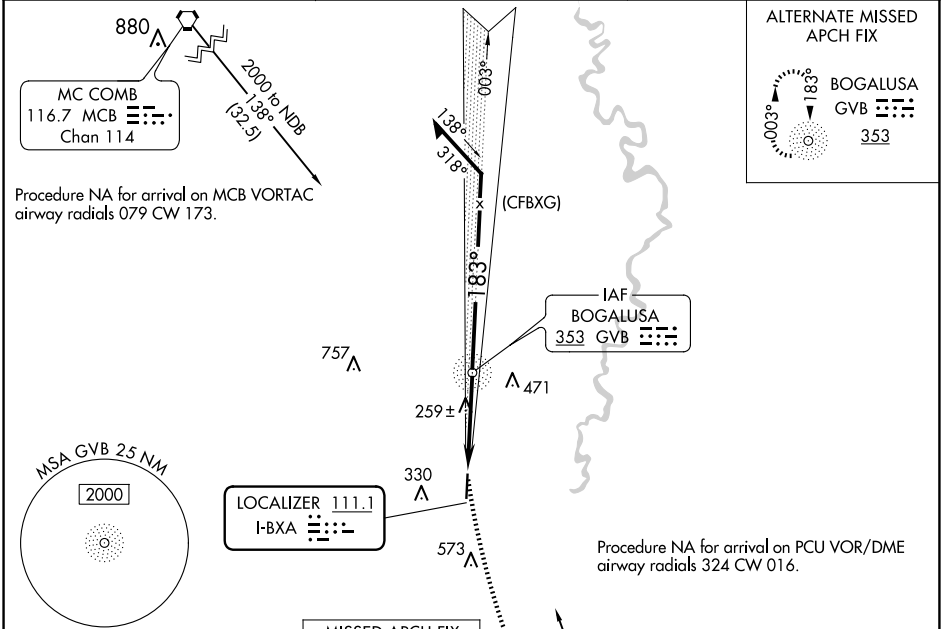 880
MC COMB
116.7 MCB
Chan 114
2000 to NDB
138°
(32.5)
Procedure NA for arrival on MCB VORTAC
airway radials 079 CW 173.
003°
138°
318°
(CFBXG)
183°
ALTERNATE MISSED
APCH FIX
003°
183°
BOGALUSA
GVB
353
IAF
BOGALUSA
353 GVB
757
471
259±
MSA GVB 25 NM
2000
330
LOCALIZER 111.1
I-BXA
573
Procedure NA for arrival on PCU VOR/DME
airway radials 324 CW 016.
MISSED APCH FIX